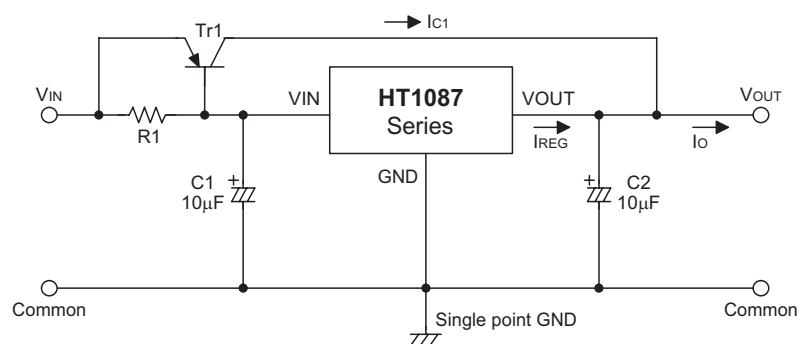 Tr1
IC1
VIN
R1
VIN
HT1087
Series
VOUT
IREG
IO
VOUT
GND
C1
10μF
C2
10μF
Common
Single point GND
Common